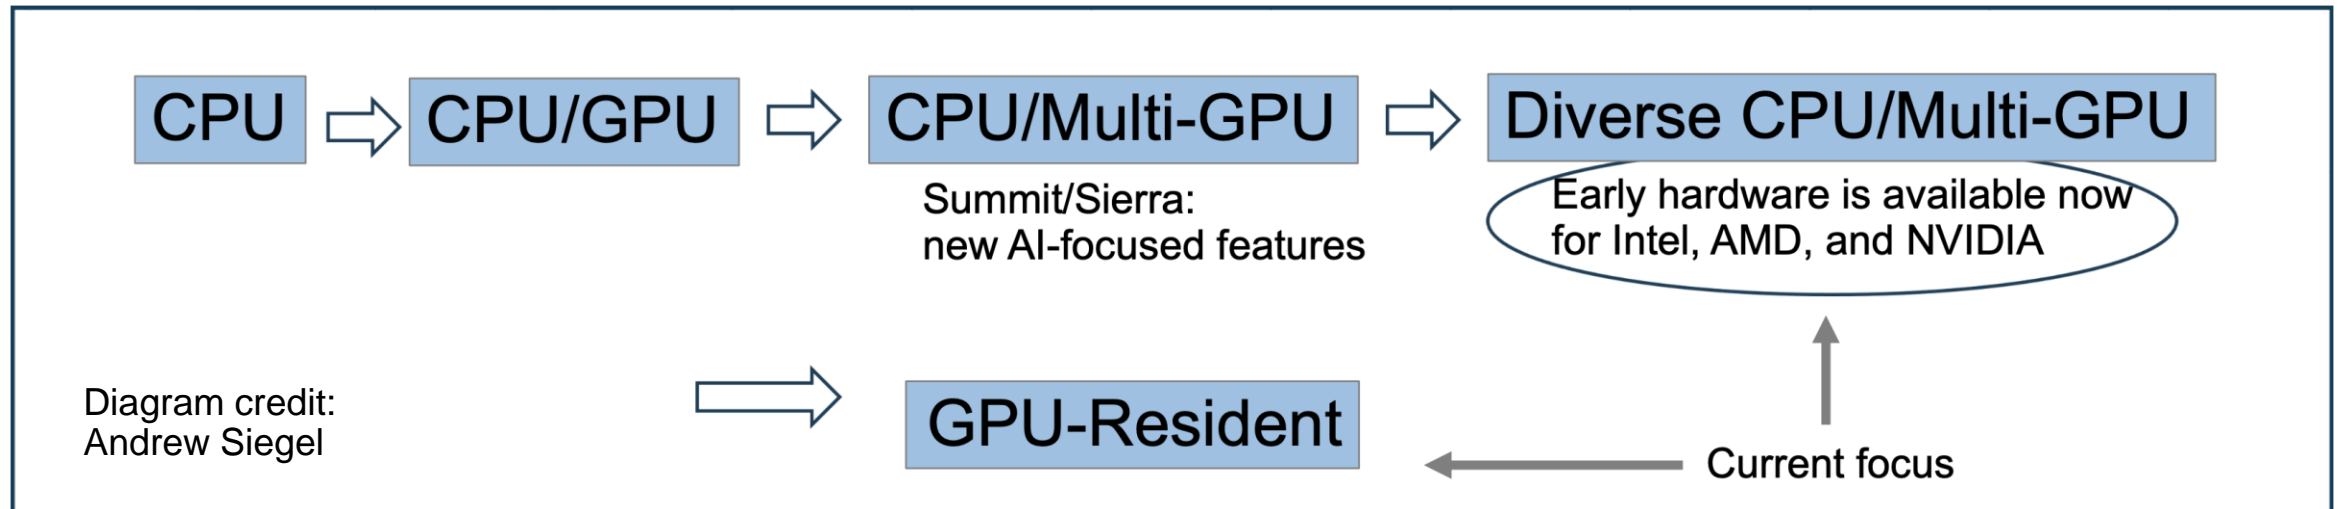 CPU
CPU/GPU
CPU/Multi-GPU
Diverse CPU/Multi-GPU
Summit/Sierra:
new AI-focused features
Early hardware is available now
for Intel, AMD, and NVIDIA
Diagram credit:
Andrew Siegel
GPU-Resident
Current focus